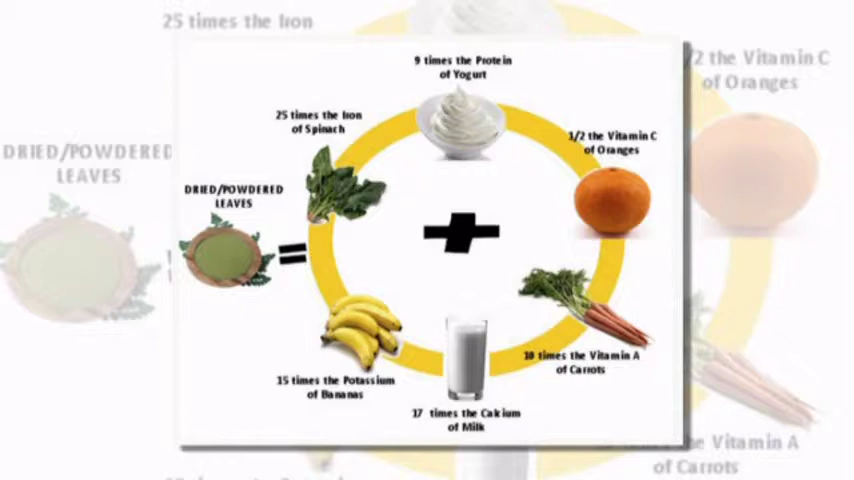 9 times the Protein
of Yogurt
25 times the Iron
of Spinach
1/2 the Vitamin C
of Oranges
DRIED/POWDERED
LEAVES
=
+
10 times the Vitamin A
of Carrots
15 times the Potassium
of Bananas
17 times the Calcium
of Milk
25 times the Iron
/2 the Vitamin C
of Oranges
DRIED/POWDERED
LEAVES
he Vitamin A
of Carrots